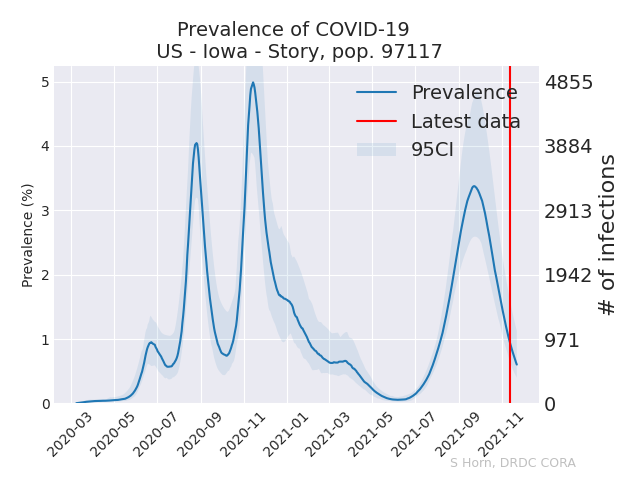 Prevalence of COVID-19
US - Iowa - Story, pop. 97117
Prevalence
Latest data
95CI
5
4
3
2
1
0
Prevalence (%)
4855
3884
2913
1942
971
0
# of infections
2020-03
2020-05
2020-07
2020-09
2020-11
2021-01
2021-03
2021-05
2021-07
2021-09
2021-11
S Horn, DRDC CORA